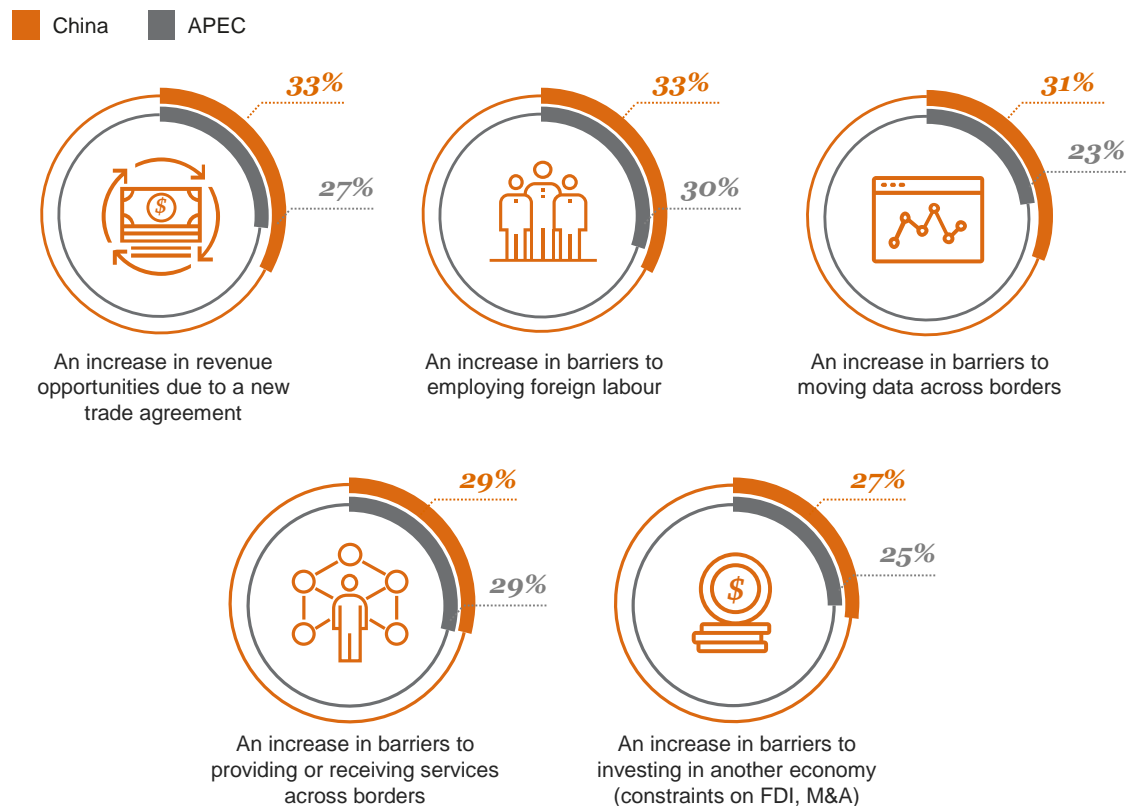 China
APEC
33%
27%
An increase in revenue
opportunities due to a new
trade agreement
33%
30%
An increase in barriers to
employing foreign labour
31%
23%
An increase in barriers to
moving data across borders
29%
29%
An increase in barriers to
providing or receiving services
across borders
27%
25%
An increase in barriers to
investing in another economy
(constraints on FDI, M&A)
$
$